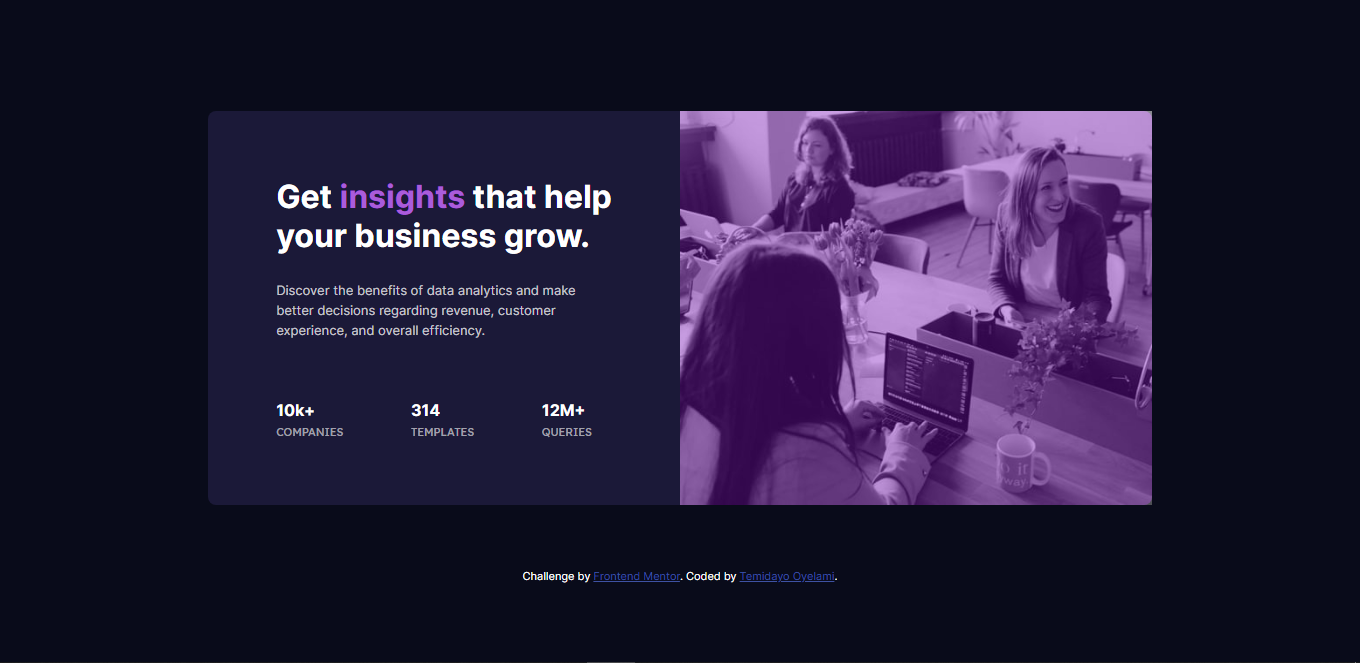 Get insights that help
your business grow.
Discover the benefits of data analytics and make
better decisions regarding revenue, customer
experience, and overall efficiency.
10k+ 314 12M+
COMPANIES TEMPLATES QUERIES
Challenge by Frontend Mentor. Coded by Temidayo Oyelami.